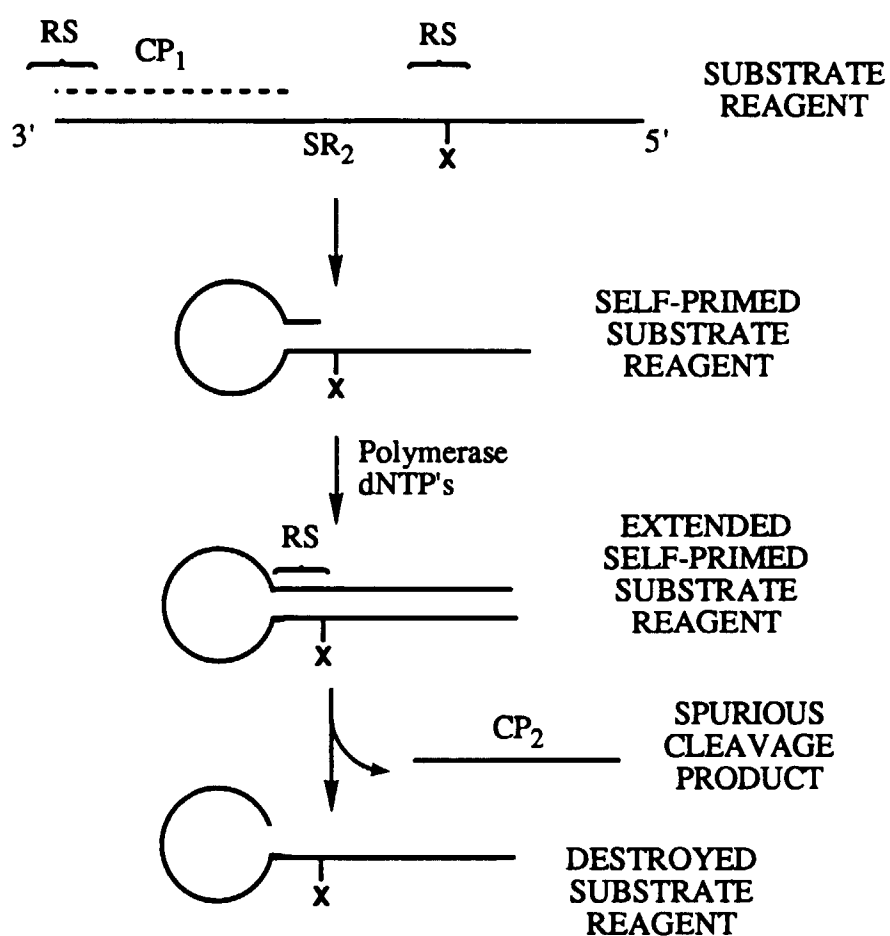 RS
CP1
RS
SUBSTRATE
REAGENT
3'
SR2
X
5'
SELF-PRIMED
SUBSTRATE
REAGENT
X
Polymerase
dNTP's
RS
EXTENDED
SELF-PRIMED
SUBSTRATE
REAGENT
X
CP2
SPURIOUS
CLEAVAGE
PRODUCT
DESTROYED
SUBSTRATE
REAGENT
X